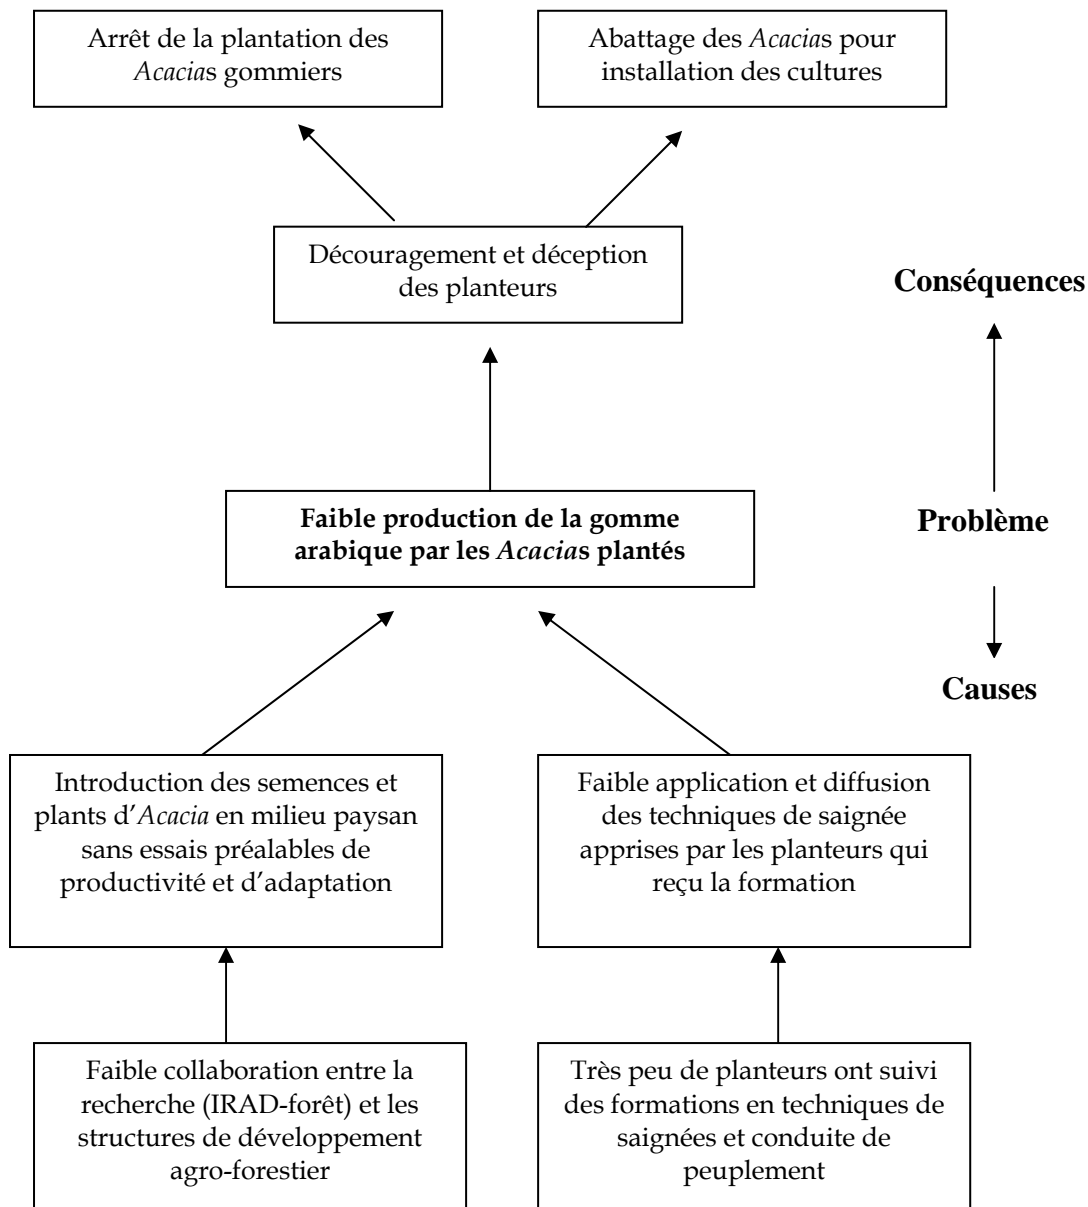 Arrêt de la plantation des
Acacias gommiers
Abattage des Acacias pour
installation des cultures
Découragement et déception
des planteurs
Conséquences
Faible production de la gomme
arabique par les Acacias plantés
Problème
Causes
Introduction des semences et
plants d’Acacia en milieu paysan
sans essais préalables de
productivité et d’adaptation
Faible application et diffusion
des techniques de saignée
apprises par les planteurs qui
reçu la formation
Faible collaboration entre la
recherche (IRAD-forêt) et les
structures de développement
agro-forestier
Très peu de planteurs ont suivi
des formations en techniques de
saignées et conduite de
peuplement